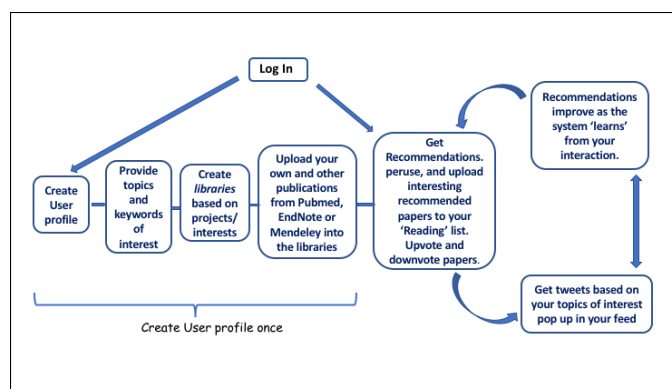 Log In
Create
User
profile
Provide
topics
and
keywords
of
interest
Create
libraries
based on
projects/
interests
Upload your
own and other
publications
from Pubmed,
EndNote or
Mendeley into
the libraries
Get
Recommendations.
peruse, and upload
interesting
recommended
papers to your
‘Reading’ list.
Upvote and
downvote papers.
Recommendations
improve as the
system ‘learns’
from your
interaction.
Get tweets based on
your topics of interest
pop up in your feed
Create User profile once